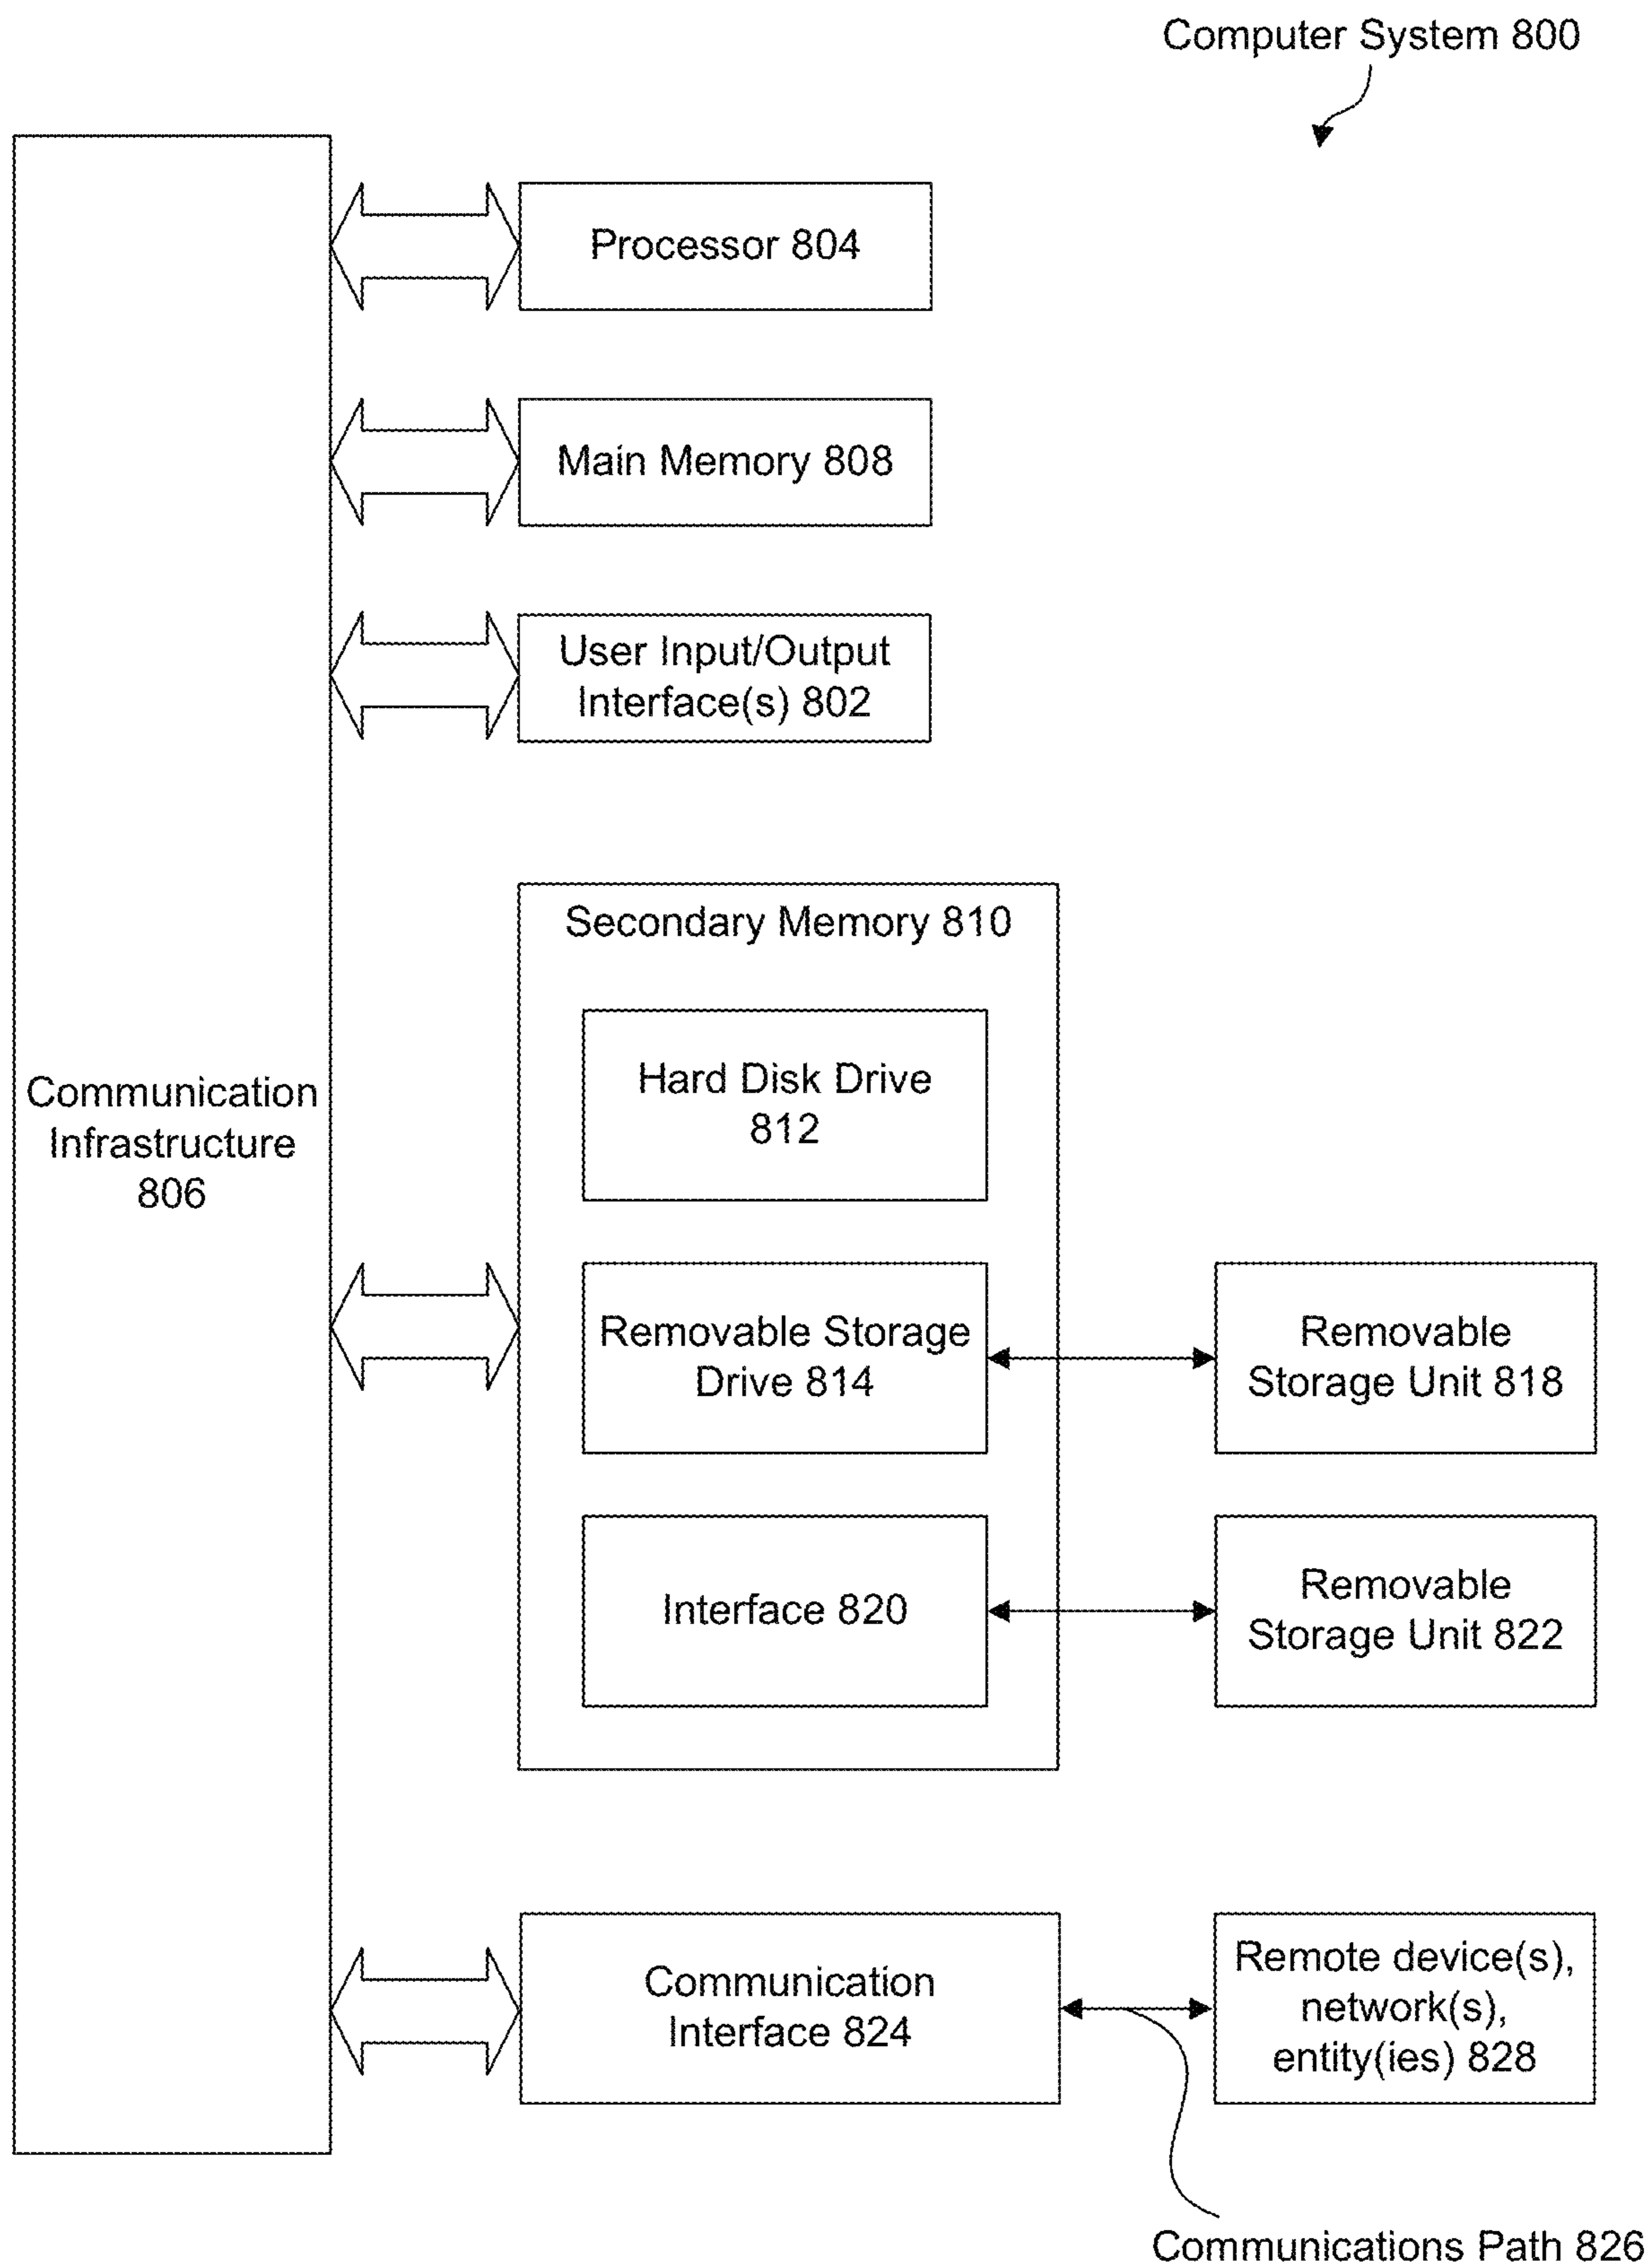 Computer System 800
Processor 804
Main Memory 808
User Input/Output
Interface(s) 802
Secondary Memory 810
Hard Disk Drive
812
Communication
Infrastructure
806
Removable Storage
Drive 814
Removable
Storage Unit 818
Interface 820
Removable
Storage Unit 822
Communication
Interface 824
Remote device(s),
network(s),
entity(ies) 828
Communications Path 826